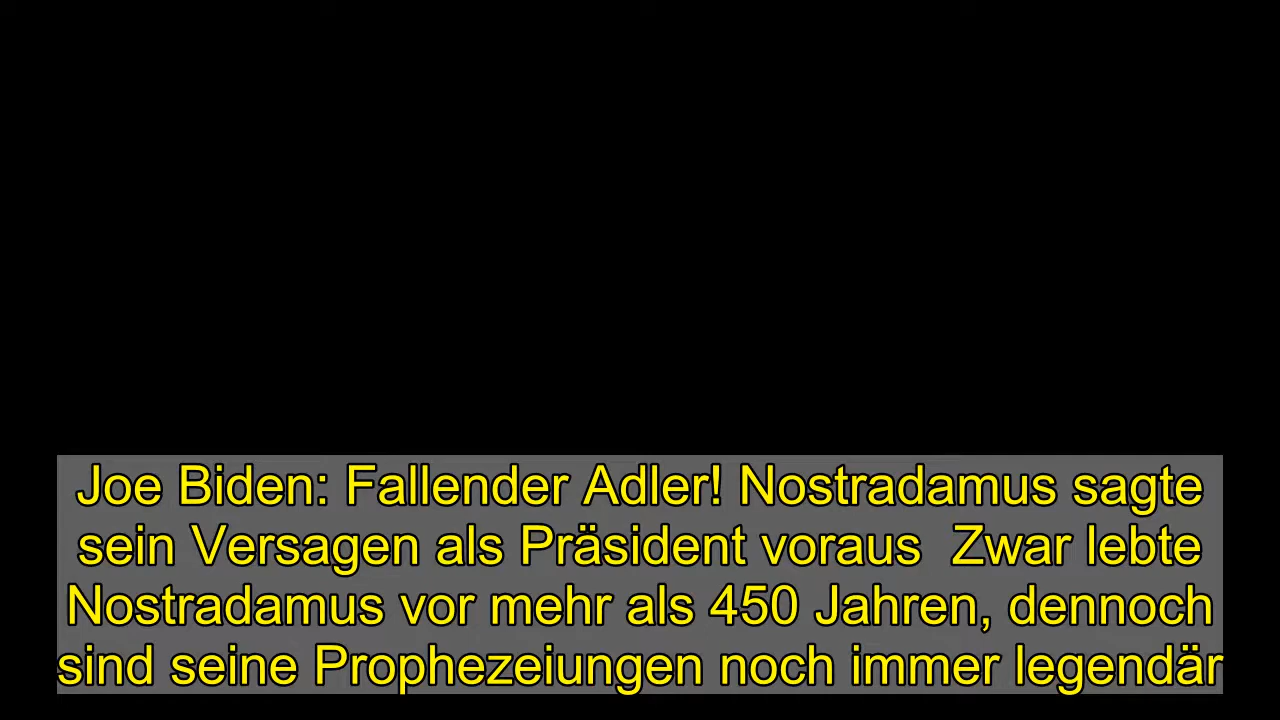 Joe Biden: Fallender Adler! Nostradamus sagte
sein Versagen als Präsident voraus  Zwar lebte
Nostradamus vor mehr als 450 Jahren, dennoch
sind seine Prophezeiungen noch immer legendär